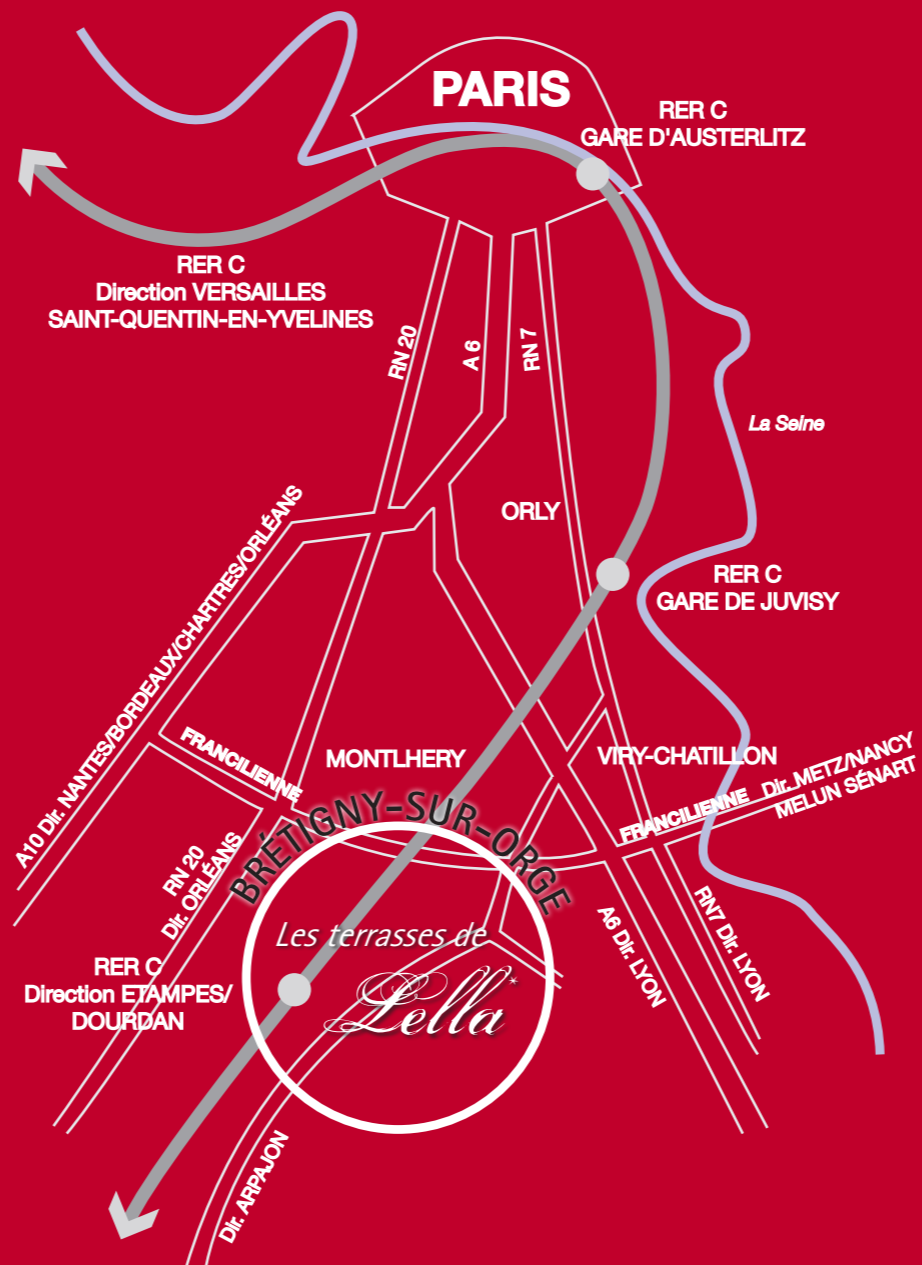 PARIS
RER C
GARE D'AUSTERLITZ
RER C
Direction VERSAILLES
SAINT-QUENTIN-EN-YVELINES
RN 20
A 6
RN 7
La Seine
ORLY
A10 Dir. NANTES/BORDEAUX/CHARTRES/ORLÉANS
RER C
GARE DE JUVISY
FRANCILIENNE
MONTLHERY
VIRY-CHATILLON
FRANCILIENNE
Dir. METZ/NANCY
MELUN SÉNART
BRÉTIGNY-SUR-ORGE
RN 20
Dir. ORLÉANS
Les terrasses de
Lella*
A6 Dir. LYON
RN7 Dir. LYON
RER C
Direction ETAMPES/
DOURDAN
Dir. ARPAJON